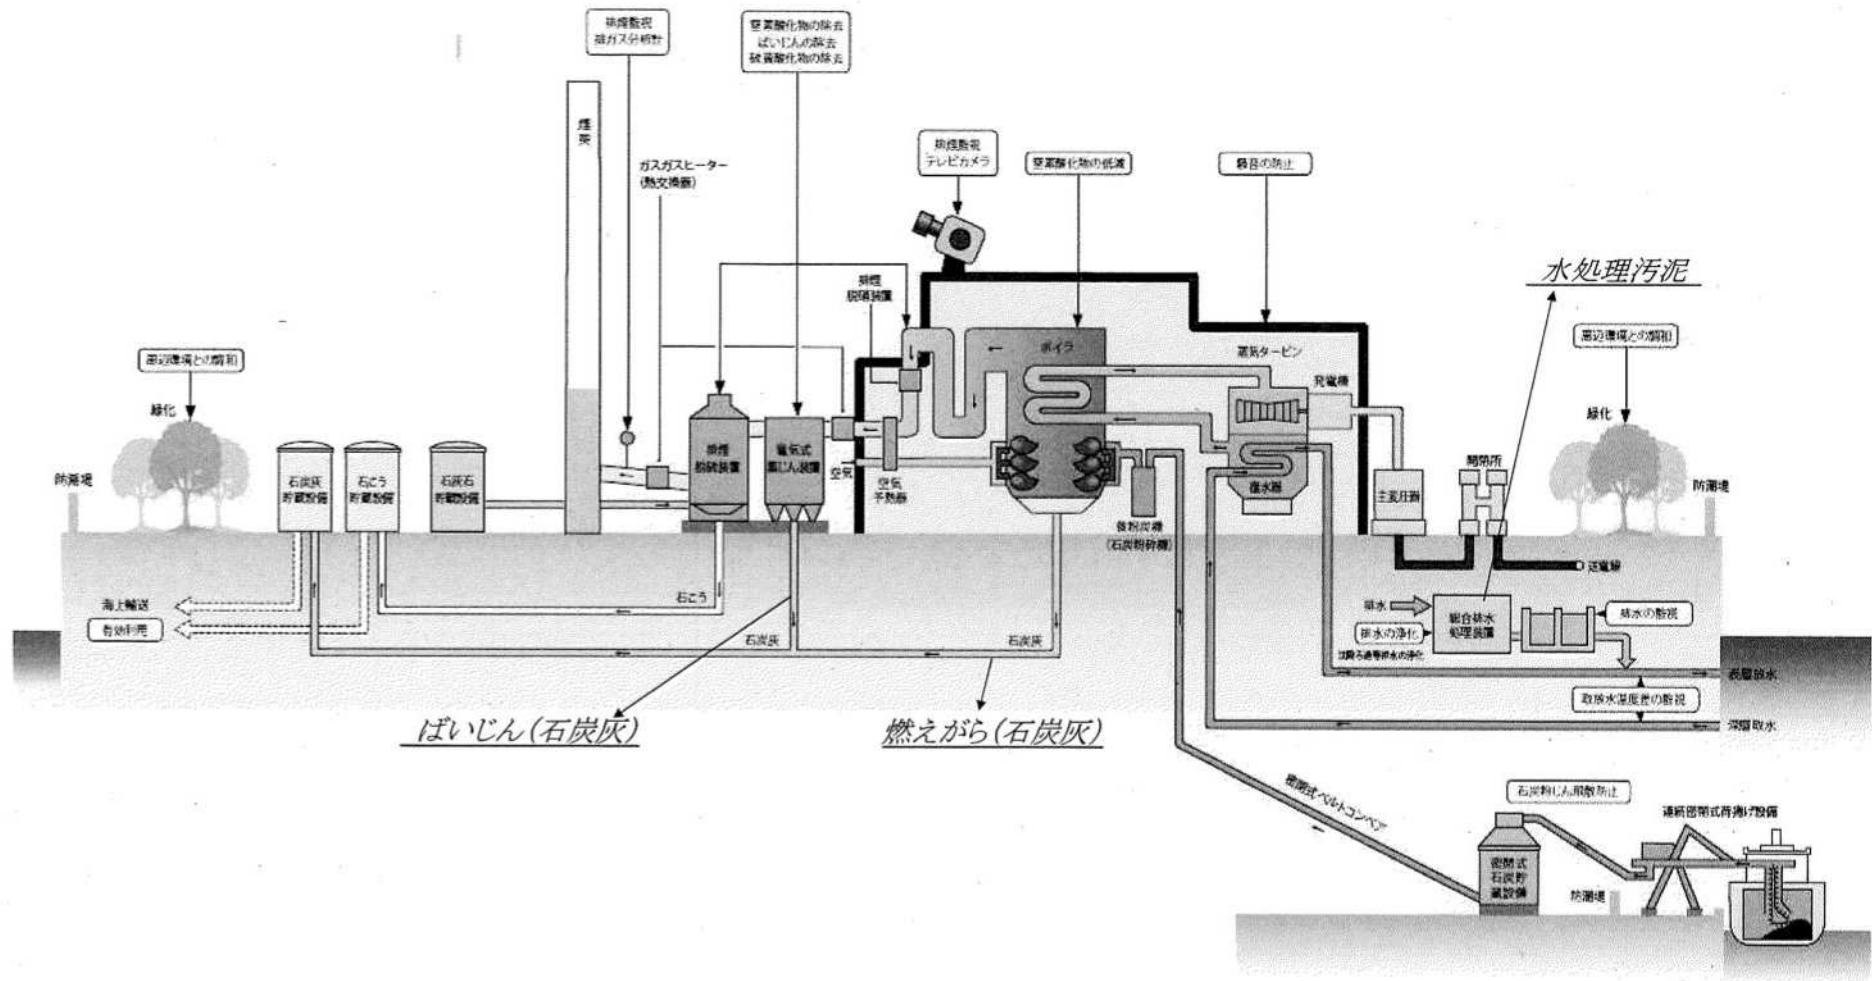 排煙監視
排ガス分析計
窒素酸化物の除去
ばいじんの除去
硫黄酸化物の除去
煙突
ガスガスヒーター
(熱交換器)
排煙監視
テレビカメラ
窒素酸化物の低減
騒音の防止
水処理汚泥
周辺環境との調和
緑化
防潮堤
石炭灰
貯蔵設備
石こう
貯蔵設備
石灰石
貯蔵設備
排煙
脱硫装置
電気式
集じん装置
排煙
脱硝装置
空気
空気
予熱器
ボイラ
微粉炭機
(石炭粉砕機)
蒸気タービン
復水器
発電機
主変圧器
開閉所
送電線
周辺環境との調和
緑化
防潮堤
海上輸送
有効利用
石こう
石炭灰
石炭灰
ばいじん(石炭灰)
燃えがら(石炭灰)
排水
排水の浄化
総合排水
処理装置
排水の監視
表層放水
取放水温度差の監視
深層取水
密閉式ベルトコンベア
石炭粉じん飛散防止
密閉式
石炭貯
蔵設備
防潮堤
連続密閉式荷揚げ設備